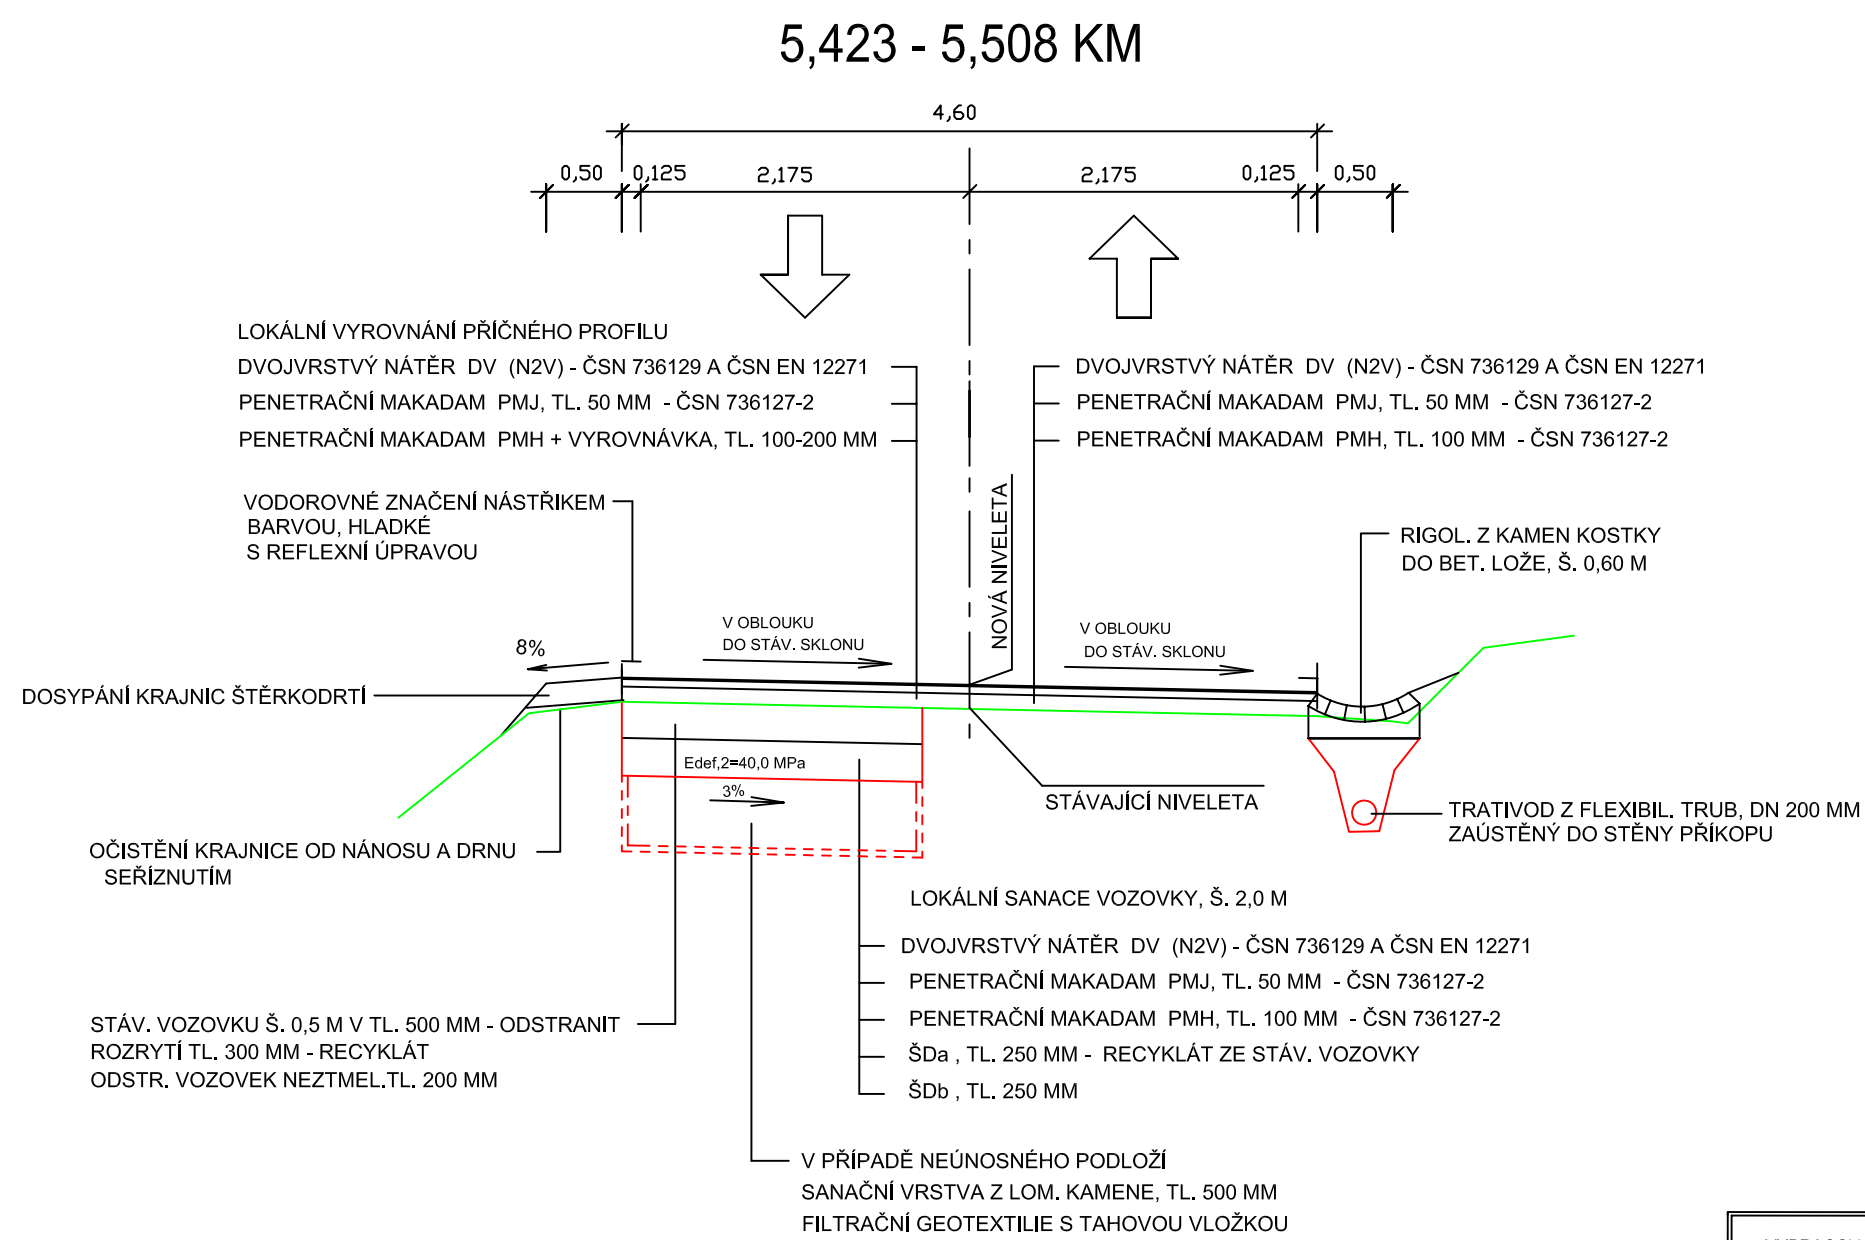 5,423 - 5,508 KM
4,60
0,50
0,125
2,175
2,175
0,125
0,50
LOKÁLNÍ VYROVNÁNÍ PŘÍČNÉHO PROFILU
DVOJVRSTVÝ NÁTĚR DV (N2V) - ČSN 736129 A ČSN EN 12271
PENETRAČNÍ MAKADAM PMJ, TL. 50 MM - ČSN 736127-2
PENETRAČNÍ MAKADAM PMH + VYROVNÁVKA, TL. 100-200 MM
DVOJVRSTVÝ NÁTĚR DV (N2V) - ČSN 736129 A ČSN EN 12271
PENETRAČNÍ MAKADAM PMJ, TL. 50 MM - ČSN 736127-2
PENETRAČNÍ MAKADAM PMH, TL. 100 MM - ČSN 736127-2
VODOROVNÉ ZNAČENÍ NÁSTŘIKEM
BARVOU, HLADKÉ
S REFLEXNÍ ÚPRAVOU
NOVÁ NIVELETA
RIGOL. Z KAMEN KOSTKY
DO BET. LOŽE, Š. 0,60 M
V OBLOUKU
DO STÁV. SKLONU
V OBLOUKU
DO STÁV. SKLONU
8%
DOSYPÁNÍ KRAJNIC ŠTĚRKODRTÍ
Edef,2=40,0 MPa
3%
STÁVAJÍCÍ NIVELETA
TRATIVOD Z FLEXIBIL. TRUB, DN 200 MM
ZAÚSTĚNÝ DO STĚNY PŘÍKOPU
OČISTĚNÍ KRAJNICE OD NÁNOSU A DRNU
SEŘÍZNUTÍM
LOKÁLNÍ SANACE VOZOVKY, Š. 2,0 M
DVOJVRSTVÝ NÁTĚR DV (N2V) - ČSN 736129 A ČSN EN 12271
PENETRAČNÍ MAKADAM PMJ, TL. 50 MM - ČSN 736127-2
PENETRAČNÍ MAKADAM PMH, TL. 100 MM - ČSN 736127-2
ŠDa , TL. 250 MM - RECYKLÁT ZE STÁV. VOZOVKY
ŠDb , TL. 250 MM
STÁV. VOZOVKU Š. 0,5 M V TL. 500 MM - ODSTRANIT
ROZRYTÍ TL. 300 MM - RECYKLÁT
ODSTR. VOZOVEK NEZTMEL.TL. 200 MM
V PŘÍPADĚ NEÚNOSNÉHO PODLOŽÍ
SANAČNÍ VRSTVA Z LOM. KAMENE, TL. 500 MM
FILTRAČNÍ GEOTEXTILIE S TAHOVOU VLOŽKOU